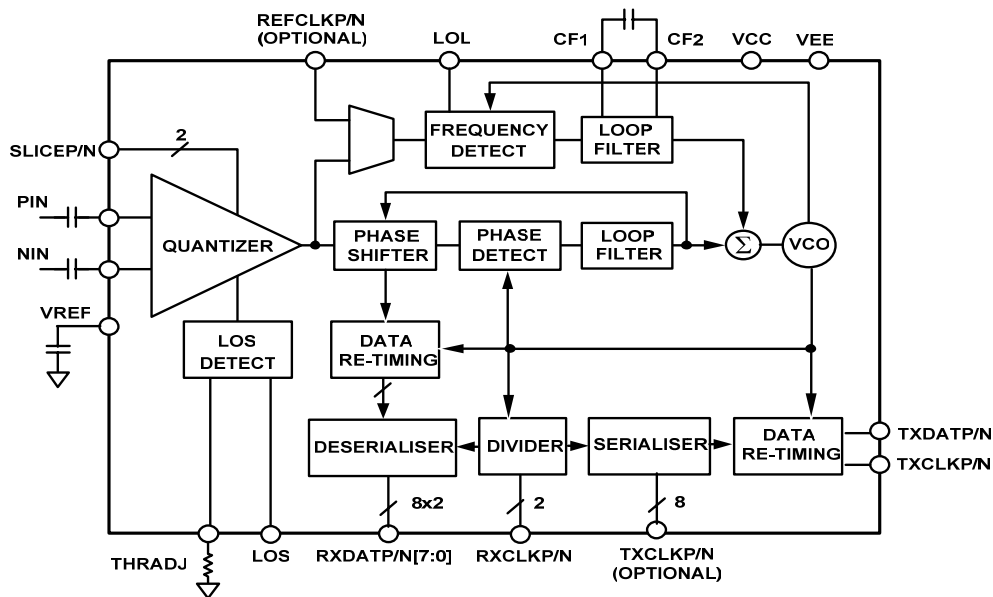 REFCLKP/N
(OPTIONAL)
LOL
CF1
CF2
VCC
VEE
SLICEP/N
2
FREQUENCY
DETECT
LOOP
FILTER
PIN
NIN
QUANTIZER
PHASE
SHIFTER
PHASE
DETECT
LOOP
FILTER
Σ
VCO
VREF
LOS
DETECT
DATA
RE-TIMING
DESERIALISER
DIVIDER
SERIALISER
DATA
RE-TIMING
TXDATP/N
TXCLKP/N
8x2
2
8
THRADJ
LOS
RXDATP/N[7:0]
RXCLKP/N
TXCLKP/N
(OPTIONAL)